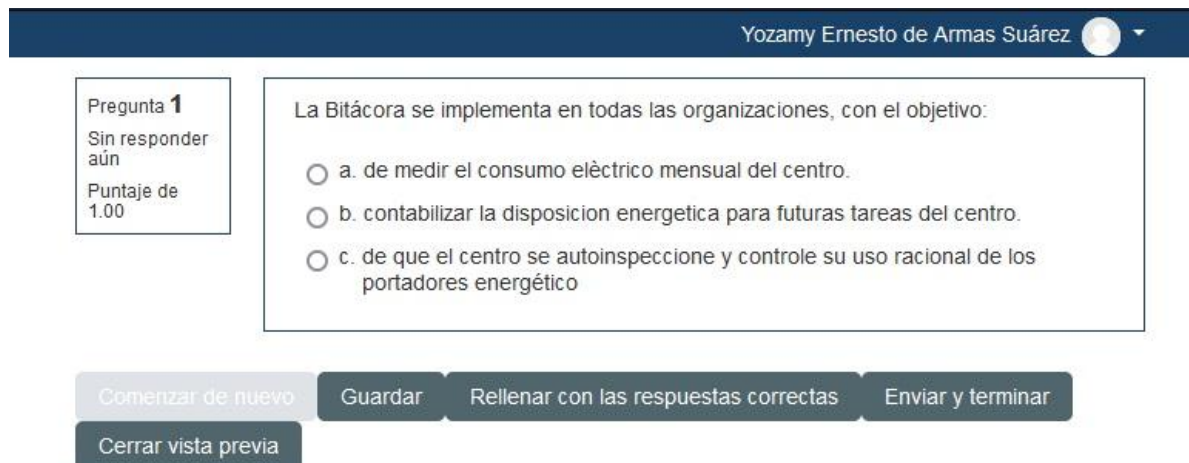 Yozamy Ernesto de Armas Suárez
Pregunta 1
Sin responder
aún
Puntaje de
1.00
La Bitácora se implementa en todas las organizaciones, con el objetivo:
a. de medir el consumo elèctrico mensual del centro.
b. contabilizar la disposicion energetica para futuras tareas del centro.
c. de que el centro se autoinspeccione y controle su uso racional de los
portadores energético
Comenzar de nuevo
Guardar
Rellenar con las respuestas correctas
Enviar y terminar
Cerrar vista previa